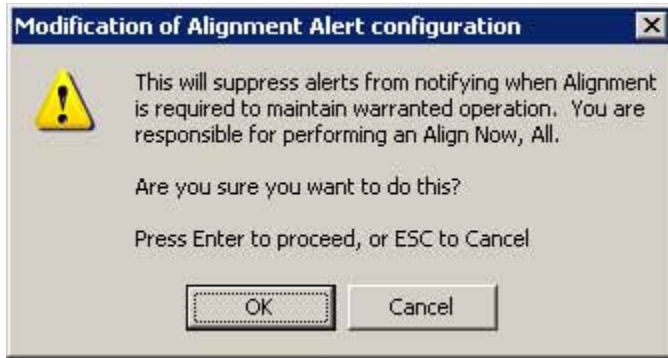 Modification of Alignment Alert configuration
This will suppress alerts from notifying when Alignment
is required to maintain warranted operation.  You are
responsible for performing an Align Now, All.
Are you sure you want to do this?
Press Enter to proceed, or ESC to Cancel
OK
Cancel